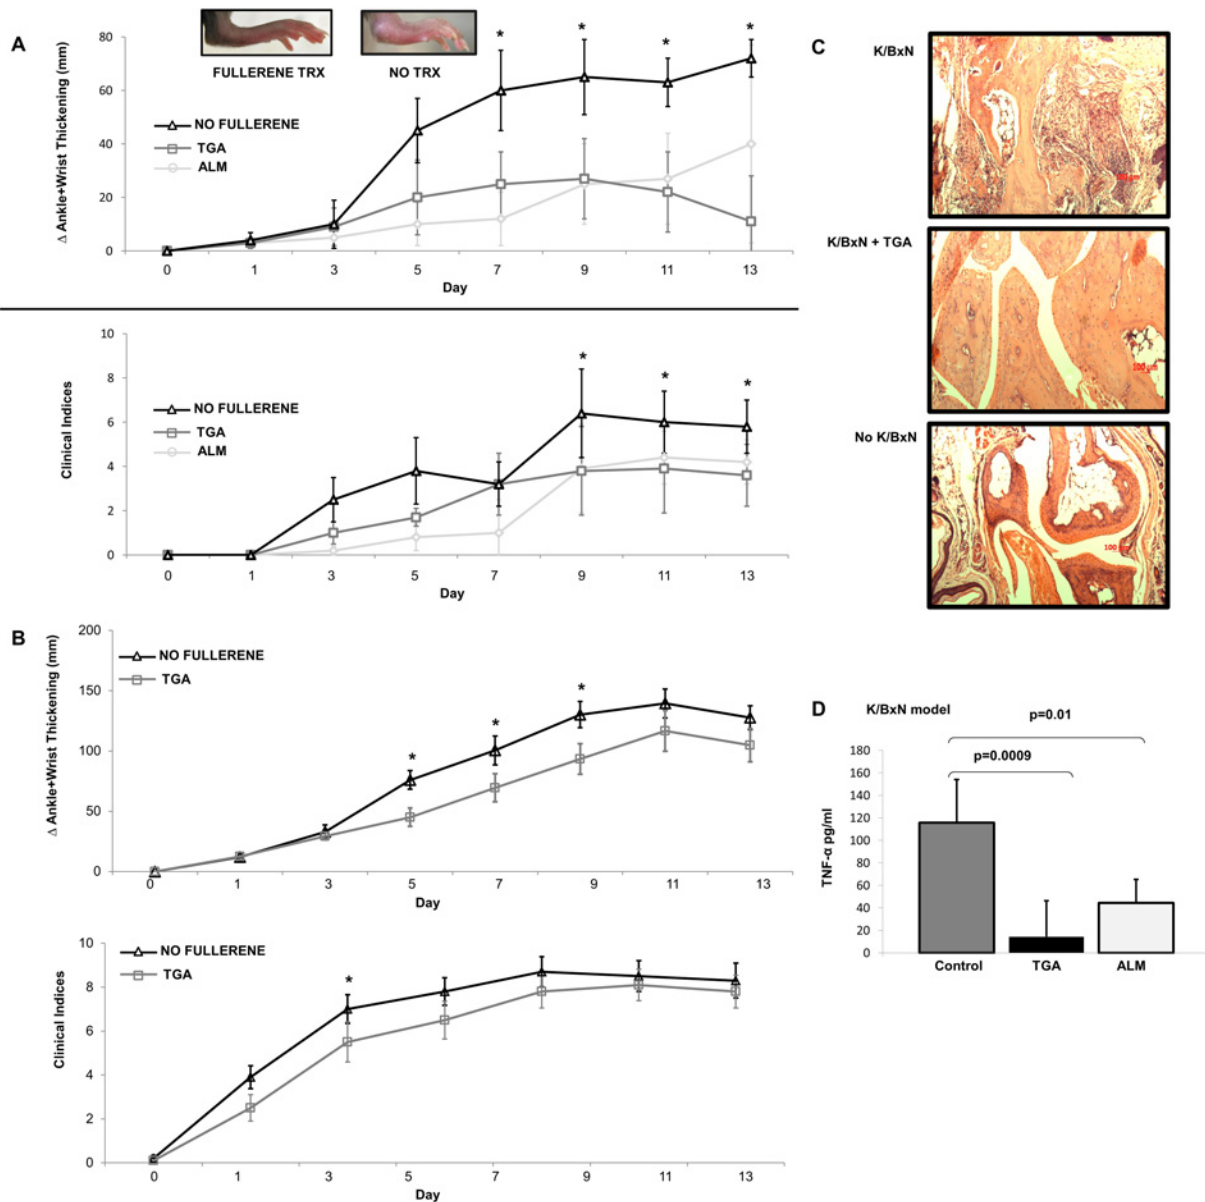 A
FULLERENE TRX
NO TRX
Δ Ankle+Wrist Thickening (mm)
80
60
40
20
0
NO FULLERENE
TGA
ALM
* * * *
0 1 3 5 7 9 11 13
Day
Clinical Indices
10
8
6
4
2
0
NO FULLERENE
TGA
ALM
* * *
0 1 3 5 7 9 11 13
Day
B
Δ Ankle+Wrist Thickening (mm)
200
150
100
50
0
NO FULLERENE
TGA
* * *
0 1 3 5 7 9 11 13
Day
Clinical Indices
10
8
6
4
2
0
NO FULLERENE
TGA
*
0 1 3 5 7 9 11 13
Day
C
K/BxN
K/BxN + TGA
100 μm
No K/BxN
100 μm
D
K/BxN model
p=0.01
p=0.0009
TNF-α pg/ml
180
160
140
120
100
80
60
40
20
0
Control TGA ALM